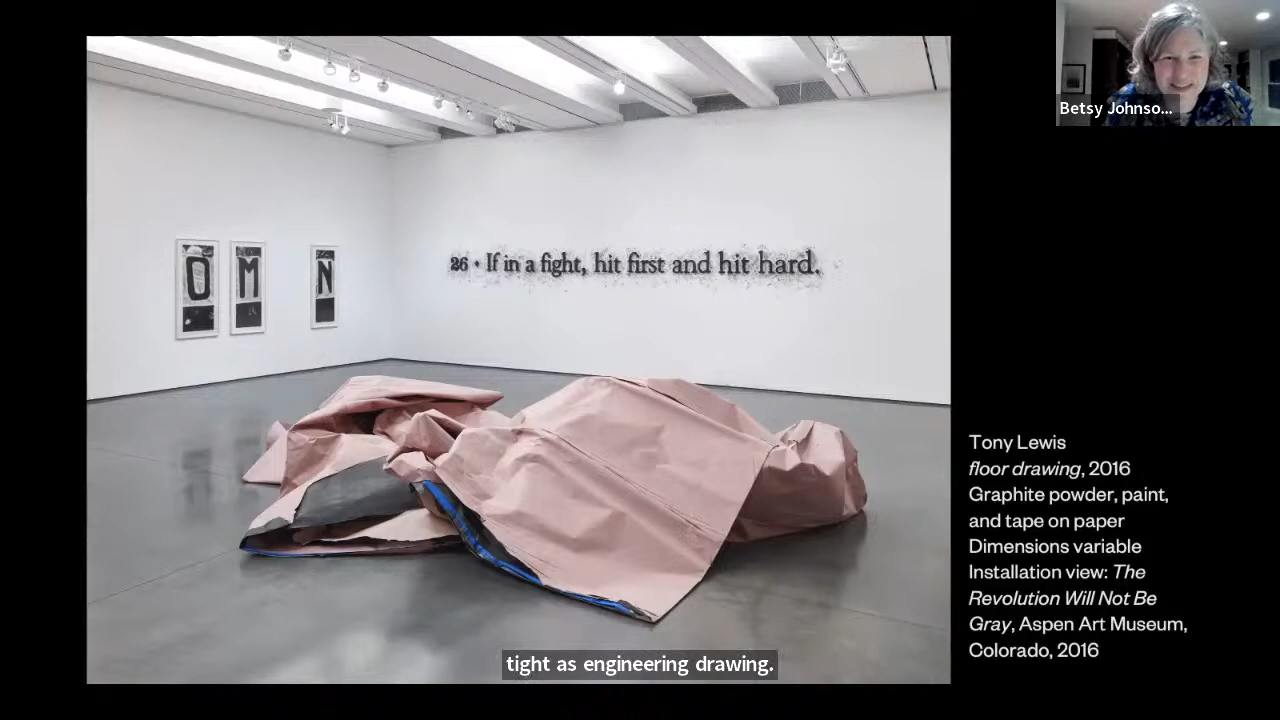 Betsy Johnso...
O M N
26 • If in a fight, hit first and hit hard.
Tony Lewis
floor drawing, 2016
Graphite powder, paint,
and tape on paper
Dimensions variable
Installation view: The
Revolution Will Not Be
Gray, Aspen Art Museum,
Colorado, 2016
tight as engineering drawing.